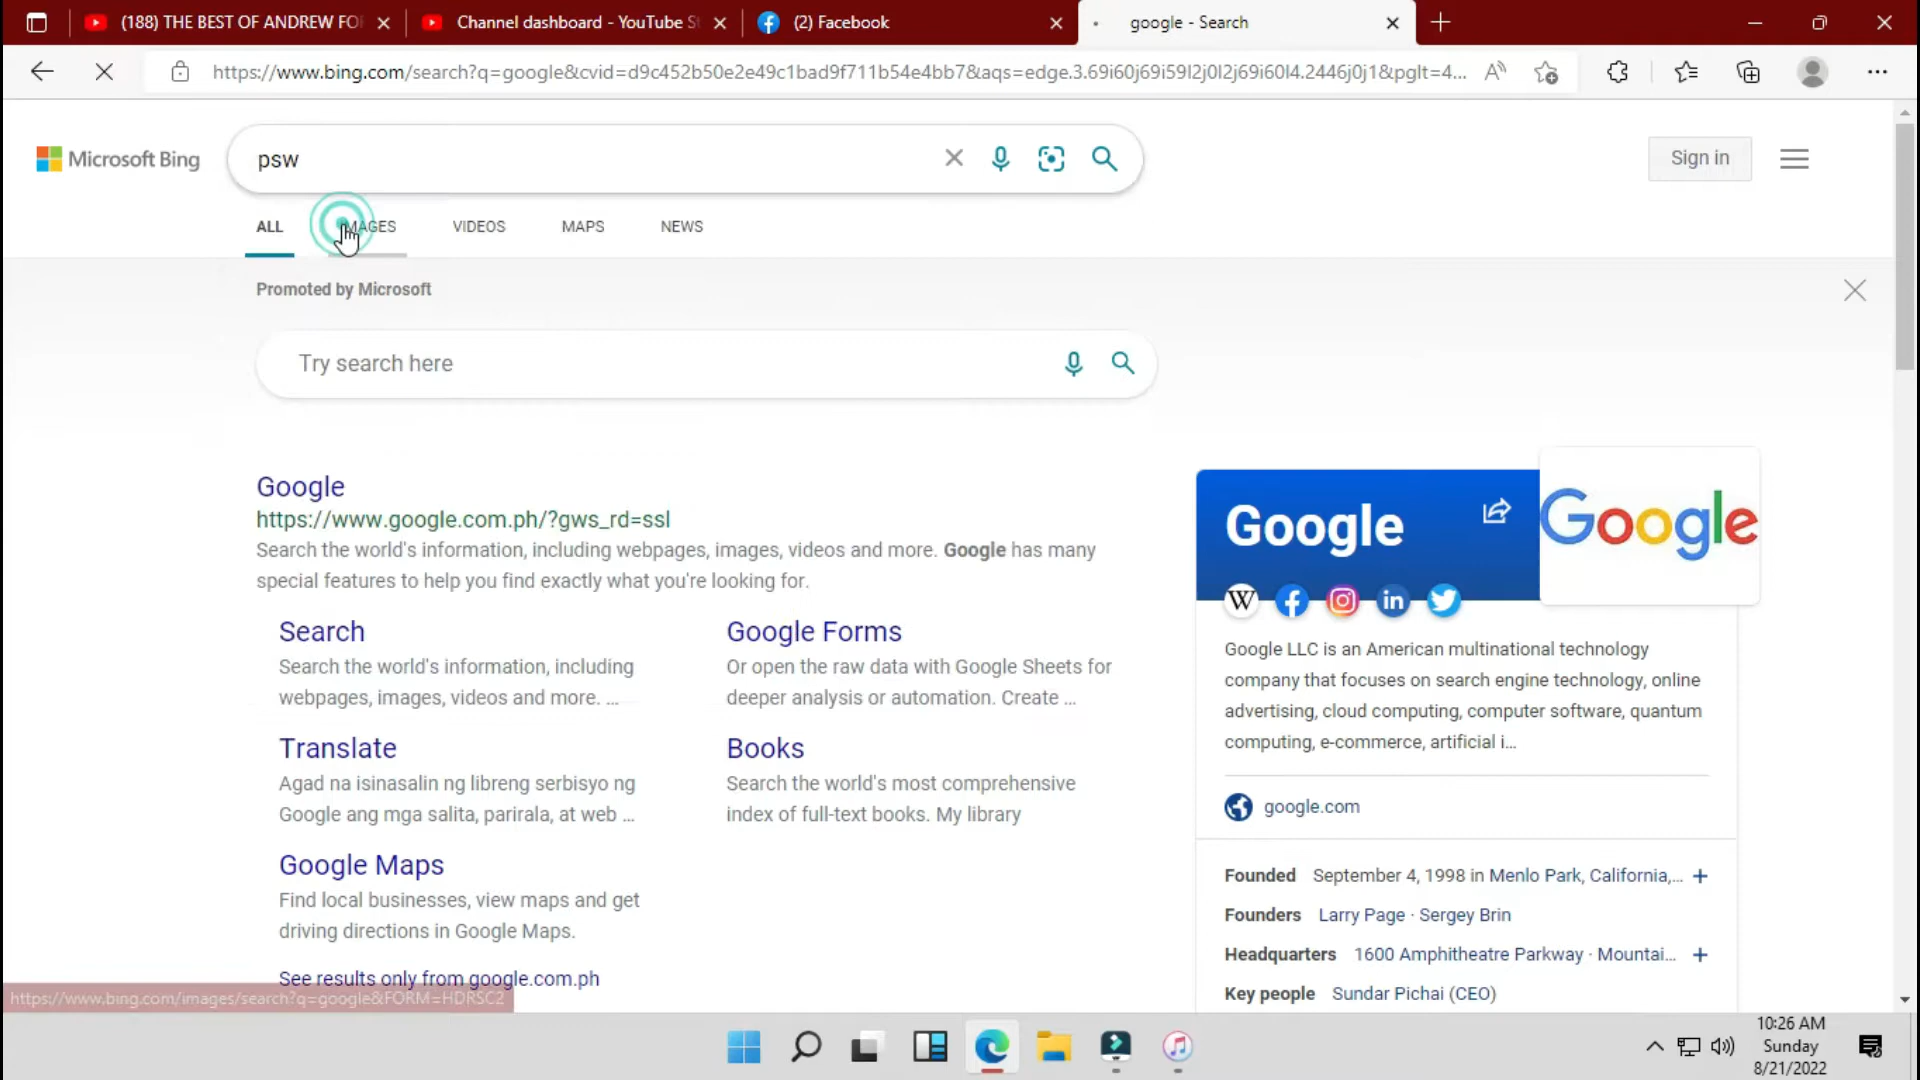 (188) THE BEST OF ANDREW FO
Channel dashboard - YouTube S
(2) Facebook
google - Search
https://www.bing.com/search?q=google&cvid=d9c452b50e2e49c1bad9f711b54e4bb7&aqs=edge.3.69i60j69i59l2j0l2j69i60l4.2446j0j1&pglt=4...
Microsoft Bing
psw
Sign in
ALL
IMAGES
VIDEOS
MAPS
NEWS
Promoted by Microsoft
Try search here
Google
https://www.google.com.ph/?gws_rd=ssl
Search the world's information, including webpages, images, videos and more. Google has many
special features to help you find exactly what you're looking for.
Search
Search the world's information, including
webpages, images, videos and more. ...
Google Forms
Or open the raw data with Google Sheets for
deeper analysis or automation. Create ...
Translate
Agad na isinasalin ng libreng serbisyo ng
Google ang mga salita, parirala, at web ...
Books
Search the world's most comprehensive
index of full-text books. My library
Google Maps
Find local businesses, view maps and get
driving directions in Google Maps.
See results only from google.com.ph
https://www.bing.com/images/search?q=google&FORM=HDRSC2
Google
Google
W
in
Google LLC is an American multinational technology
company that focuses on search engine technology, online
advertising, cloud computing, computer software, quantum
computing, e-commerce, artificial i...
google.com
Founded September 4, 1998 in Menlo Park, California,...
Founders Larry Page · Sergey Brin
Headquarters 1600 Amphitheatre Parkway · Mountai...
Key people Sundar Pichai (CEO)
10:26 AM
Sunday
8/21/2022